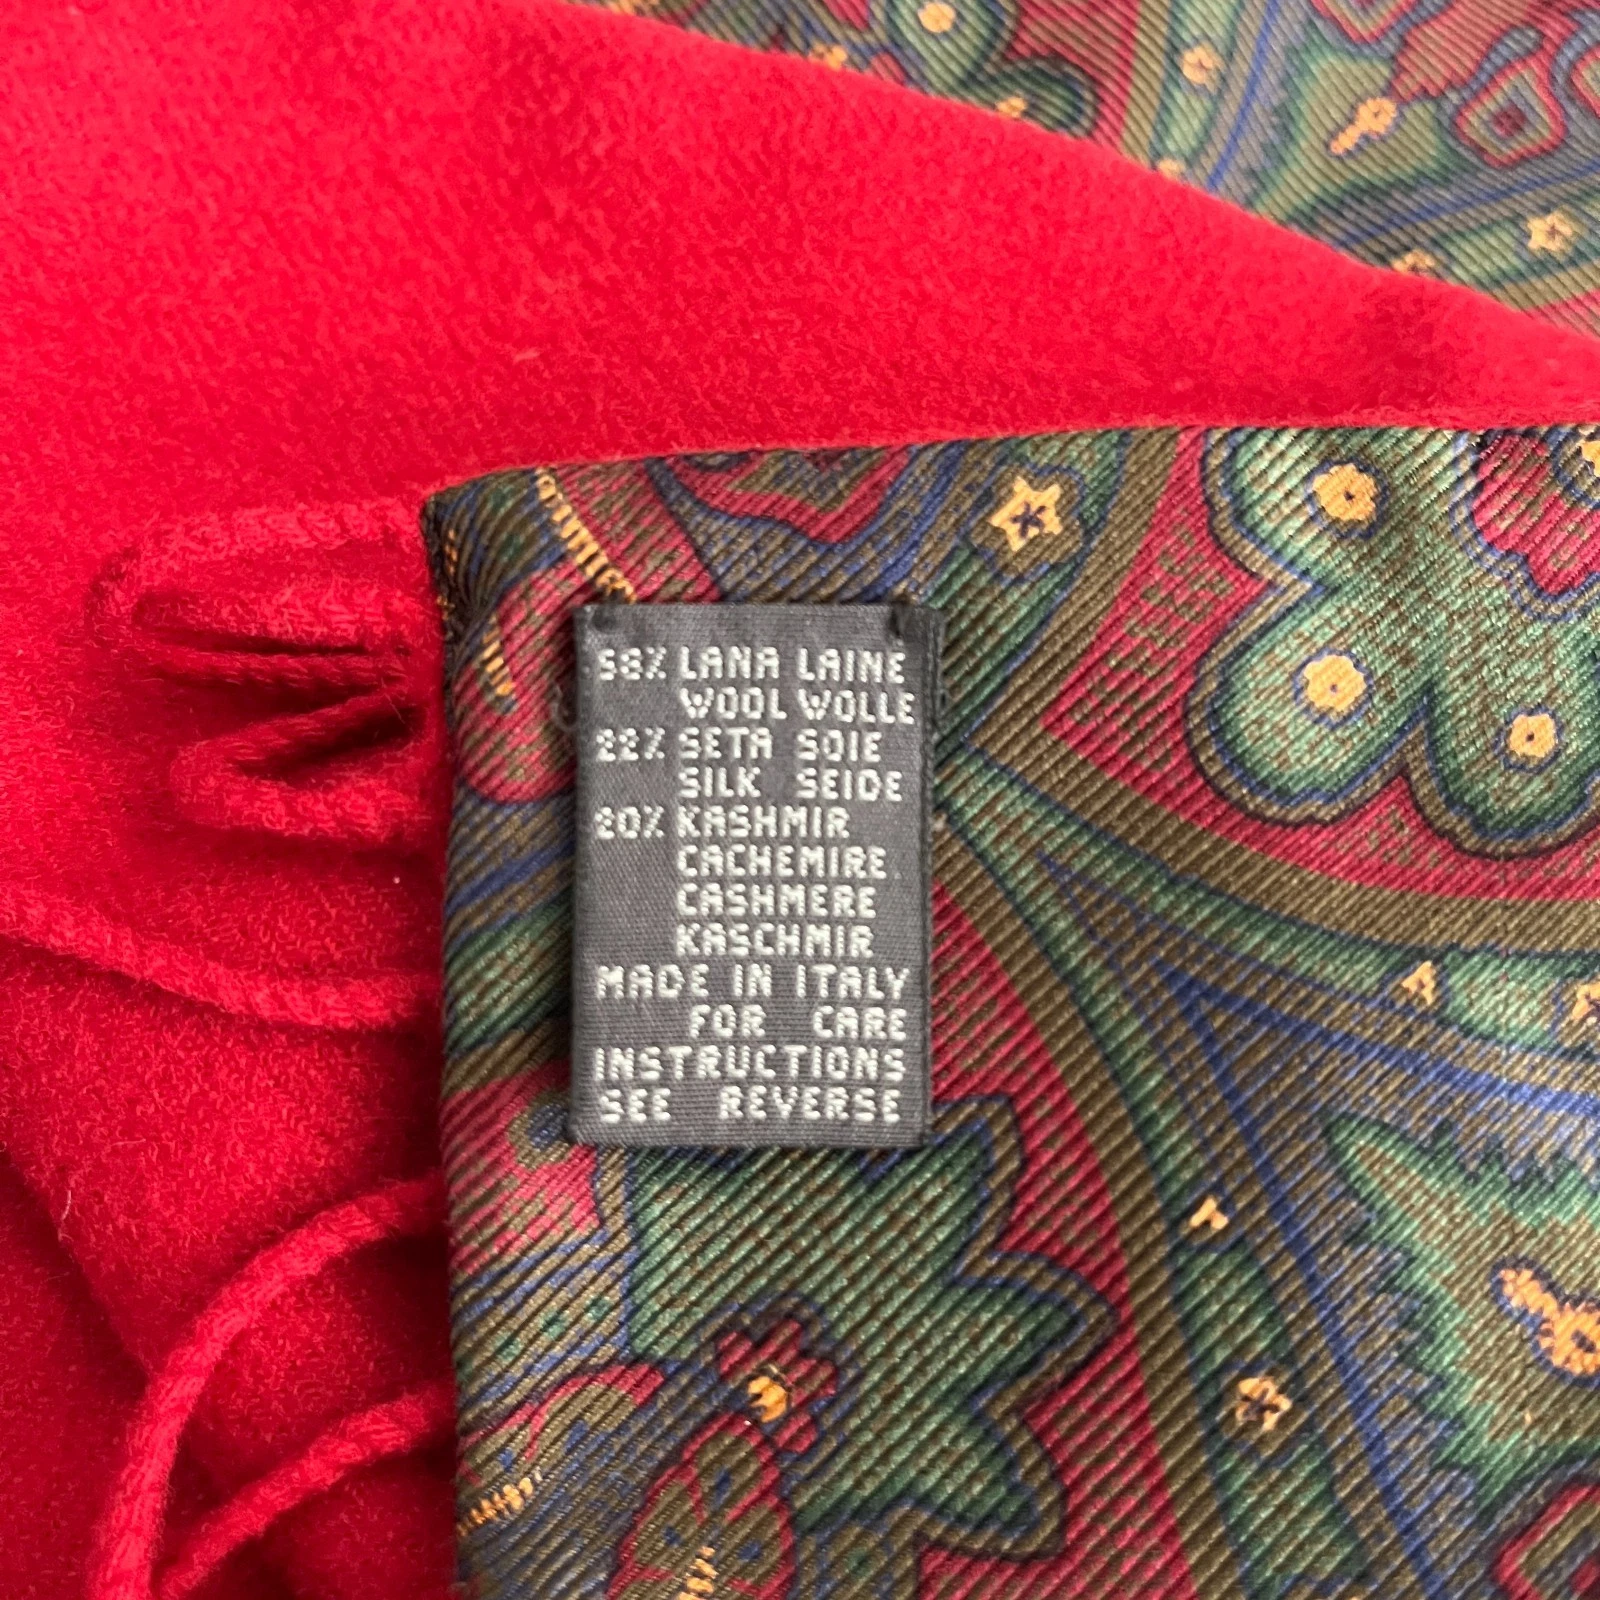 58% LANA LAINE
WOOL WOLLE
22% SETA SOIE
SILK SEIDE
20% KASHMIR
CACHEMIRE
CASHMERE
KASCHMIR
MADE IN ITALY
FOR CARE
INSTRUCTIONS
SEE REVERSE